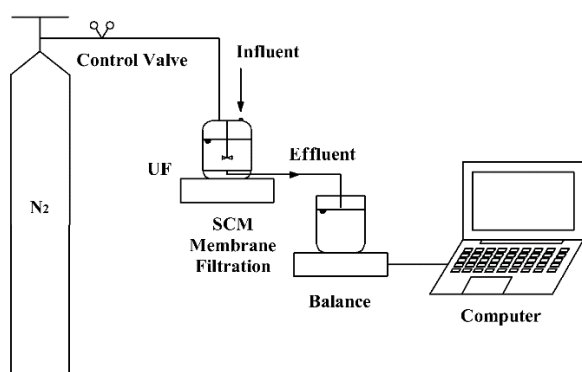 Influent
Control Valve
UF
Effluent
N2
SCM
Membrane
Filtration
Balance
Computer